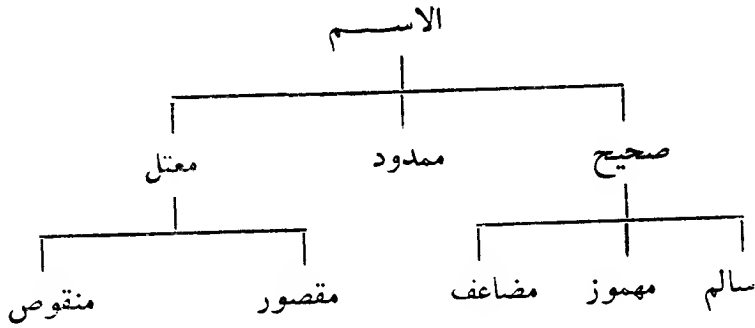 الاسم
صحيح ممدود معتل
سالم مهموز مضاعف مقصور منقوص